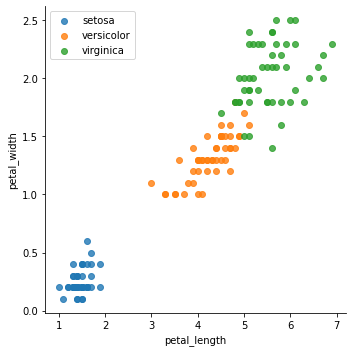 setosa
versicolor
virginica
2.5
2.0
1.5
1.0
0.5
0.0
petal_width
1 2 3 4 5 6 7
petal_length